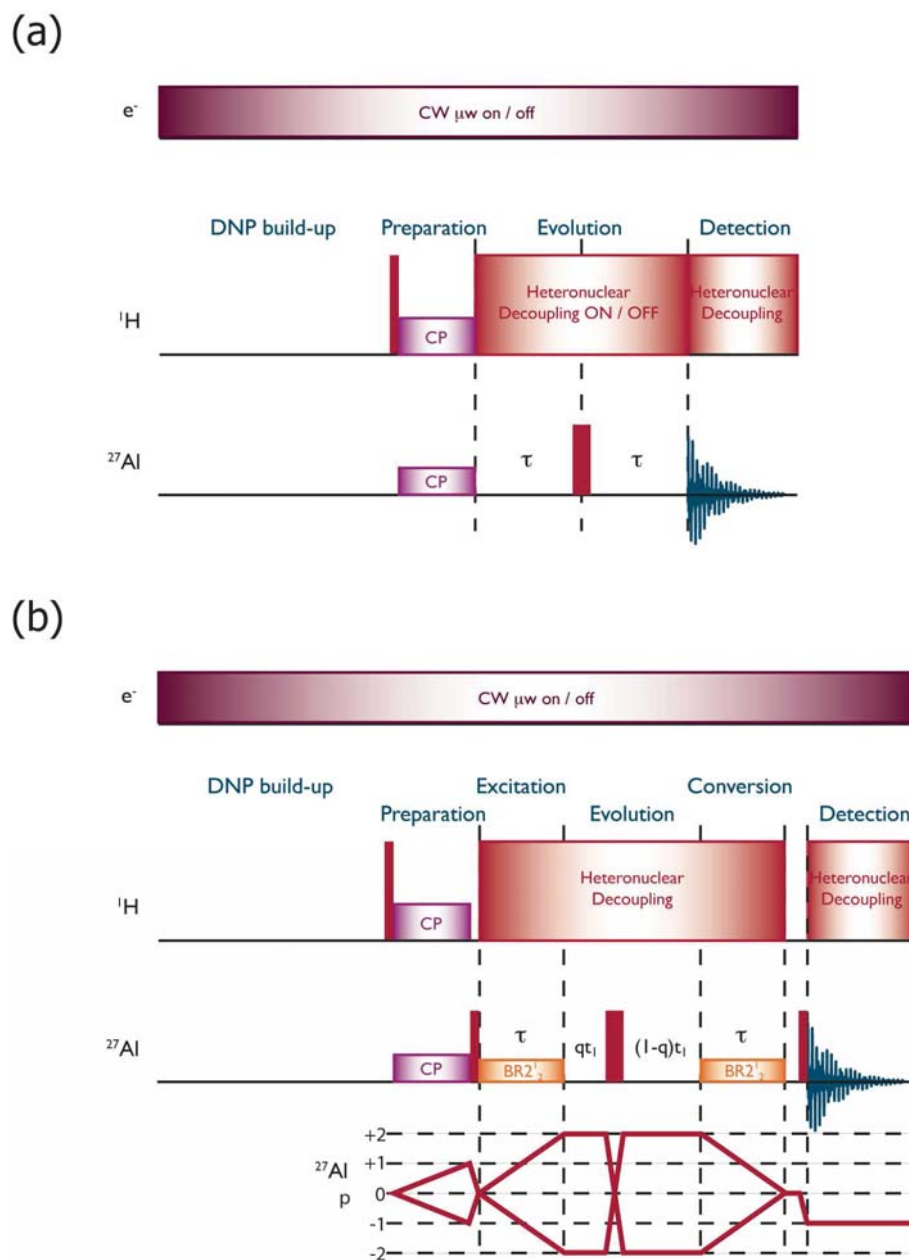 (a)
e⁻
CW μw on / off
DNP build-up
Preparation
Evolution
Detection
¹H
CP
Heteronuclear
Decoupling ON / OFF
Heteronuclear
Decoupling
²⁷Al
CP
τ
τ
(b)
e⁻
CW μw on / off
DNP build-up
Excitation
Conversion
Preparation
Evolution
Detection
¹H
CP
Heteronuclear
Decoupling
Heteronuclear
Decoupling
²⁷Al
CP
τ
BR2¹₂
qt₁
(1-q)t₁
τ
BR2¹₂
²⁷Al
p
+2
+1
0
-1
-2